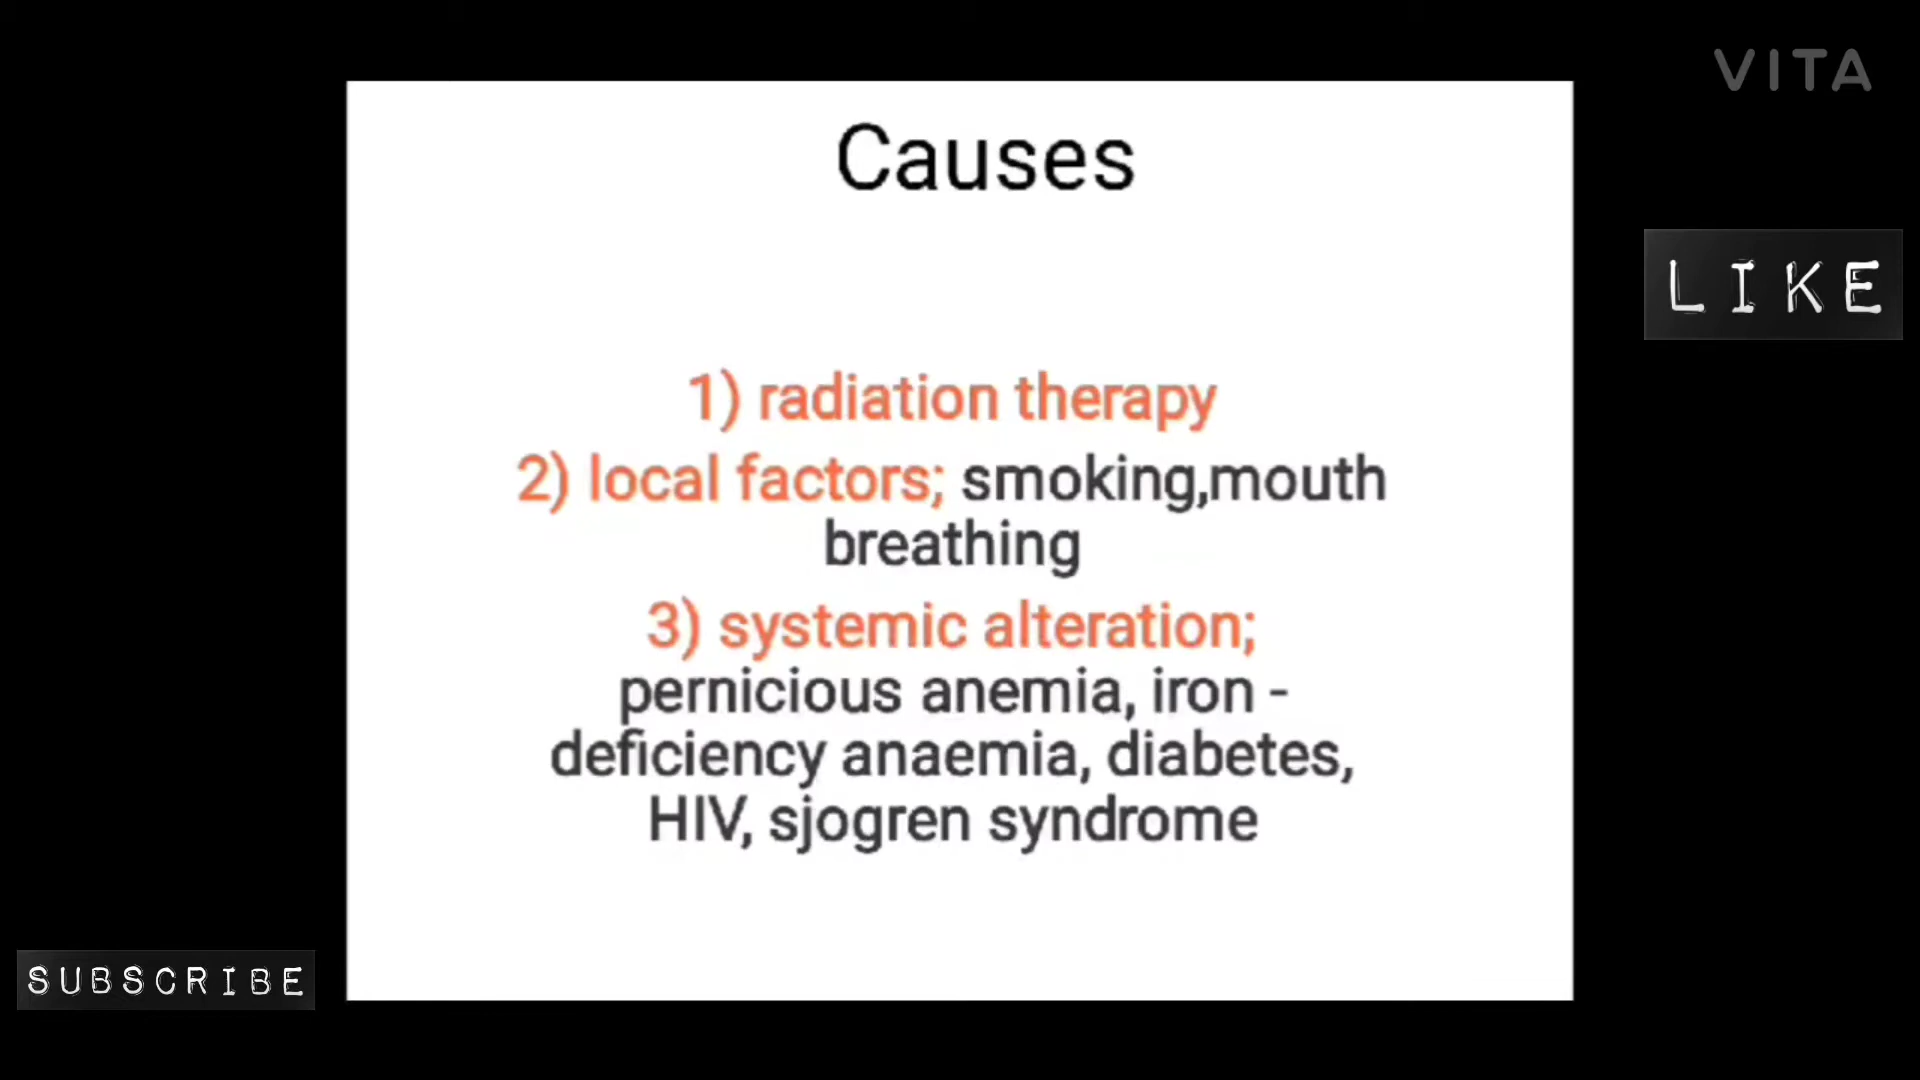 VITA
Causes
LIKE
1) radiation therapy
2) local factors; smoking,mouth
breathing
3) systemic alteration;
pernicious anemia, iron -
deficiency anaemia, diabetes,
HIV, sjogren syndrome
SUBSCRIBE